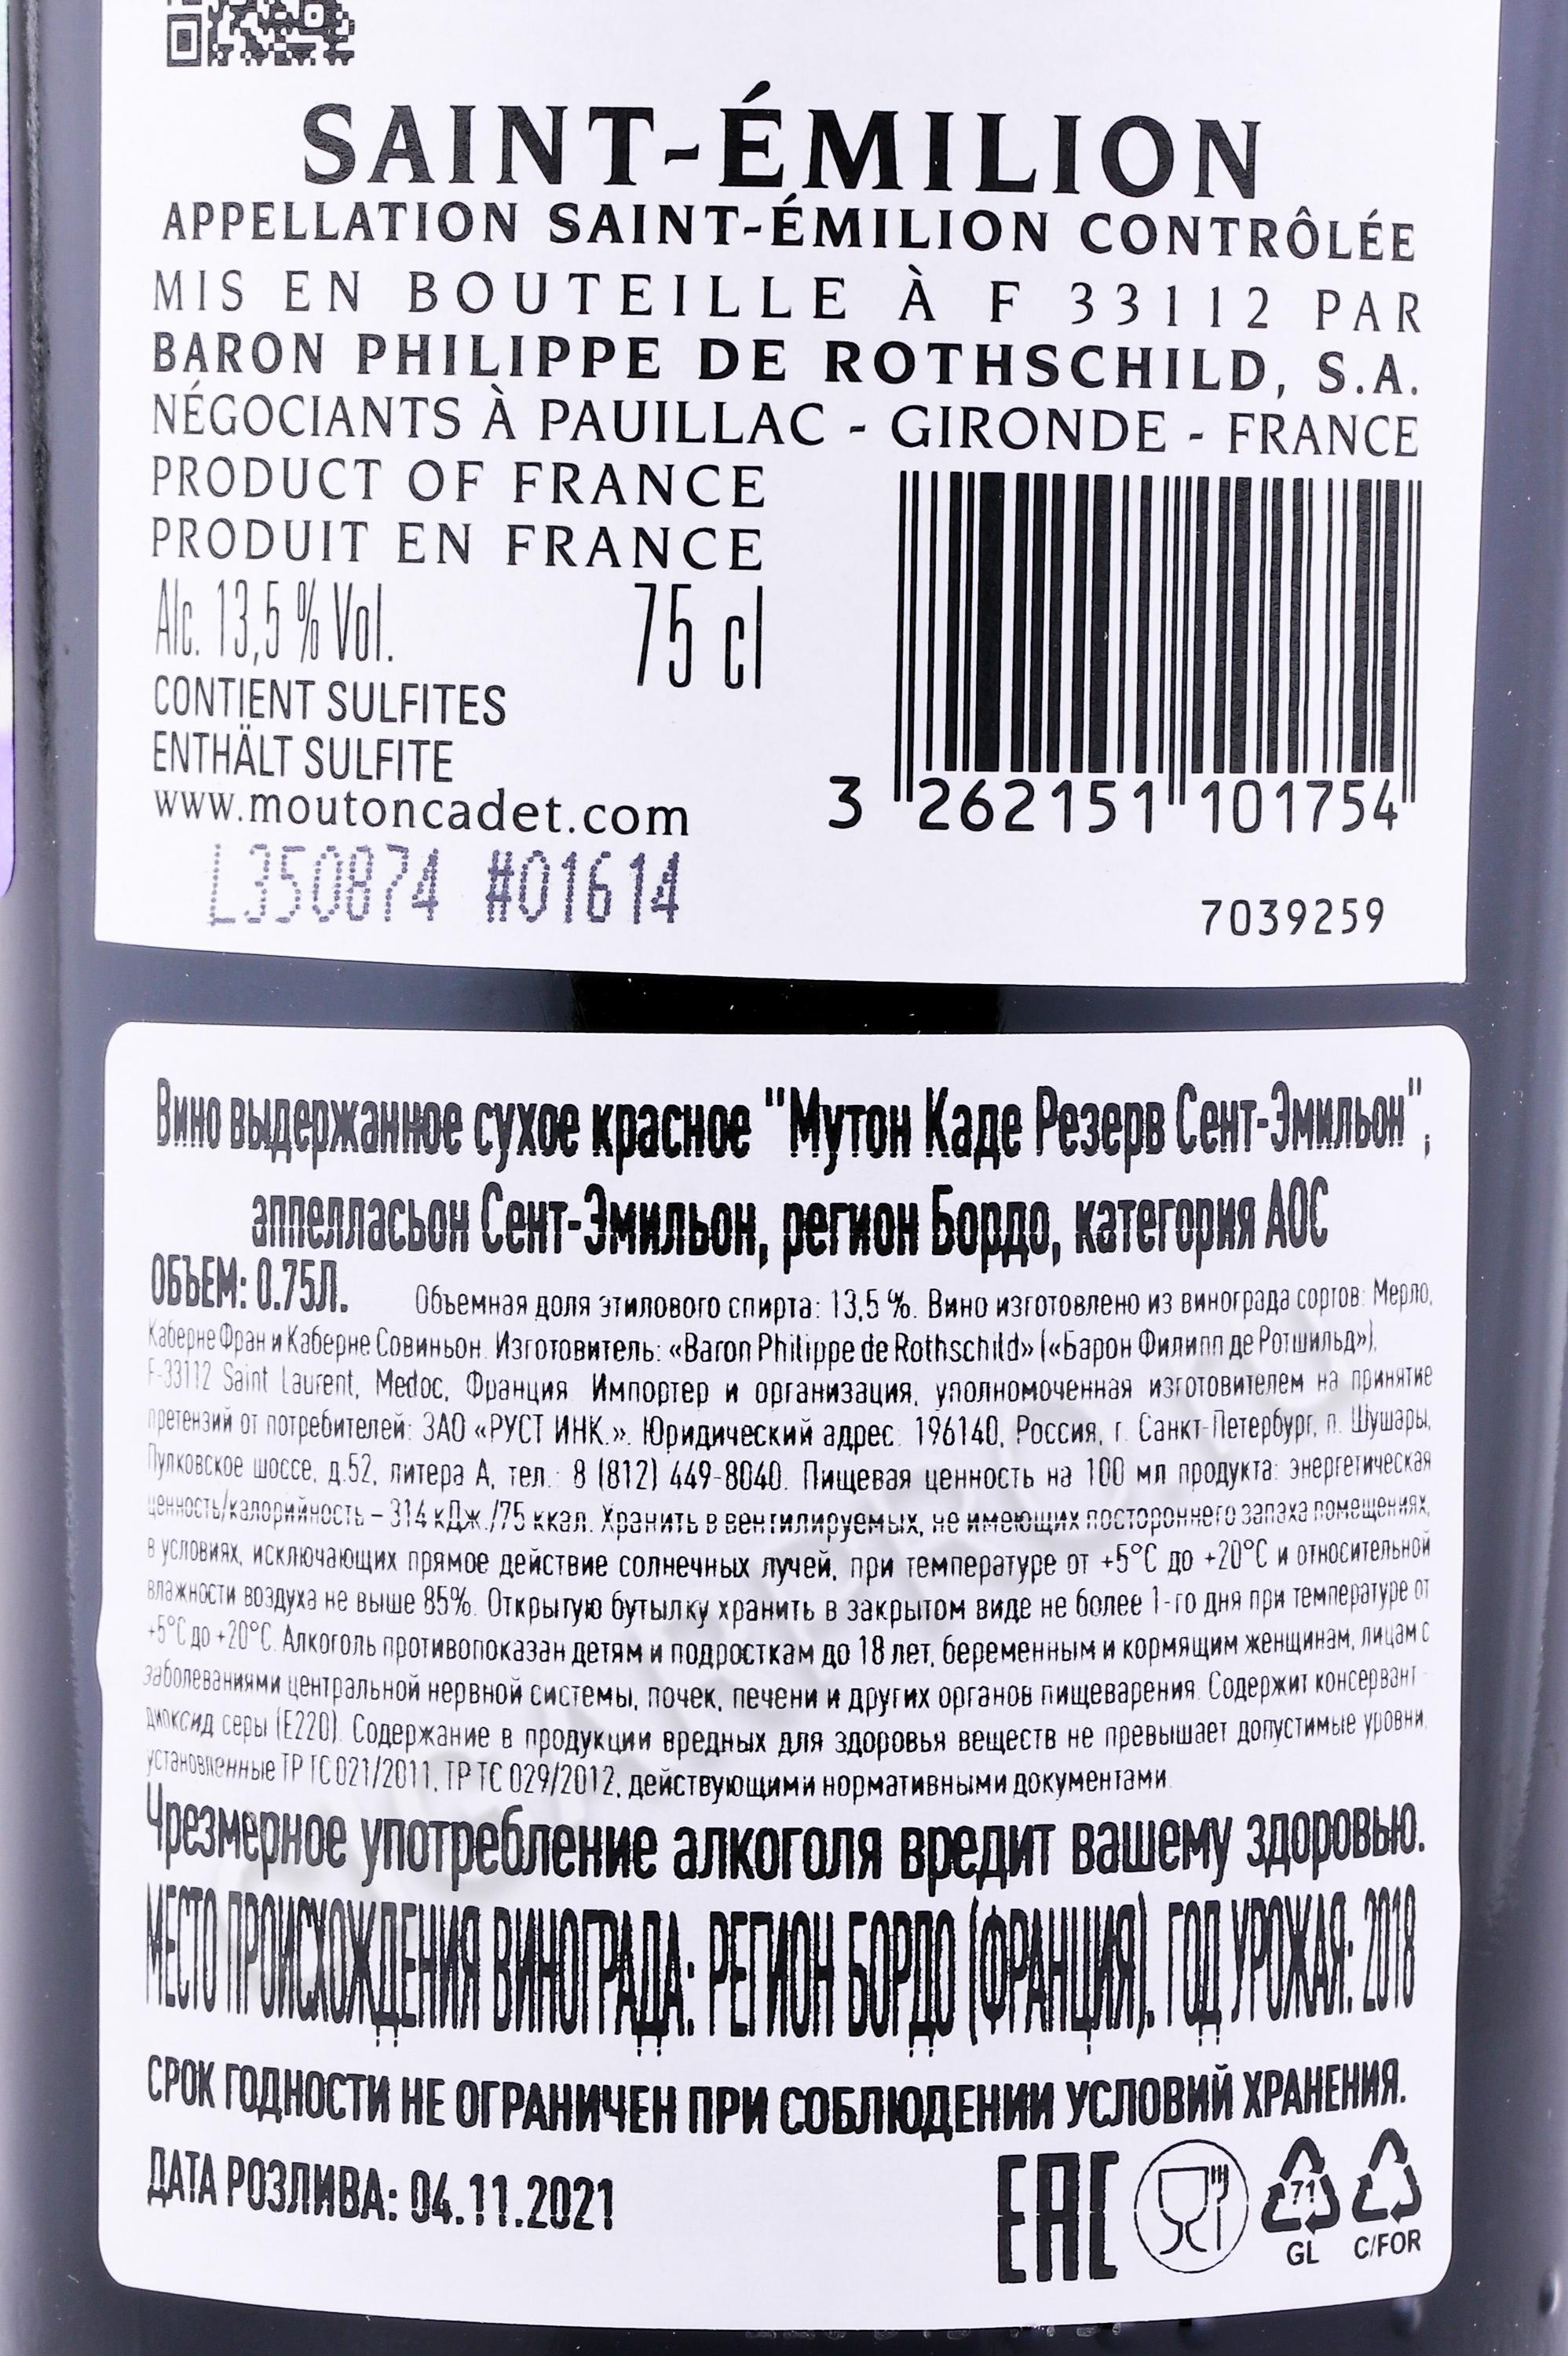 SAINT-ÉMILION
APPELLATION SAINT-ÉMILION CONTRÔLÉE
MIS EN BOUTEILLE À F 33112 PAR
BARON PHILIPPE DE ROTHSCHILD, S.A.
NÉGOCIANTS À PAUILLAC - GIRONDE - FRANCE
PRODUCT OF FRANCE
PRODUIT EN FRANCE
Alc. 13,5 % Vol. 75 cl
CONTIENT SULFITES
ENTHÄLT SULFITE
www.moutoncadet.com
3 262151 101754
L350874 #01614
7039259
Вино выдержанное сухое красное "Мутон Каде Резерв Сент-Эмильон",
аппелласьон Сент-Эмильон, регион Бордо, категория АОС
ОБЪЕМ: 0.75Л. Объемная доля этилового спирта: 13,5 %. Вино изготовлено из винограда сортов: Мерло,
Каберне Фран и Каберне Совиньон. Изготовитель: «Baron Philippe de Rothschild» («Барон Филипп де Ротшильд»),
F-33112 Saint Laurent, Medoc, Франция. Импортер и организация, уполномоченная изготовителем на принятие
претензий от потребителей: ЗАО «РУСТ ИНК.». Юридический адрес: 196140, Россия, г. Санкт-Петербург, п. Шушары,
Пулковское шоссе, д.52, литера А, тел.: 8 (812) 449-8040. Пищевая ценность на 100 мл продукта: энергетическая
ценность/калорийность – 314 кДж./75 ккал. Хранить в вентилируемых, не имеющих постороннего запаха помещениях,
в условиях, исключающих прямое действие солнечных лучей, при температуре от +5°C до +20°C и относительной
влажности воздуха не выше 85%. Открытую бутылку хранить в закрытом виде не более 1-го дня при температуре от
+5°C до +20°C. Алкоголь противопоказан детям и подросткам до 18 лет, беременным и кормящим женщинам, лицам с
заболеваниями центральной нервной системы, почек, печени и других органов пищеварения. Содержит консервант -
диоксид серы (Е220). Содержание в продукции вредных для здоровья веществ не превышает допустимые уровни,
установленные ТР ТС 021/2011, ТР ТС 029/2012, действующими нормативными документами.
Чрезмерное употребление алкоголя вредит вашему здоровью.
МЕСТО ПРОИСХОЖДЕНИЯ ВИНОГРАДА: РЕГИОН БОРДО (ФРАНЦИЯ). ГОД УРОЖАЯ: 2018
СРОК ГОДНОСТИ НЕ ОГРАНИЧЕН ПРИ СОБЛЮДЕНИИ УСЛОВИЙ ХРАНЕНИЯ.
ДАТА РОЗЛИВА: 04.11.2021
EAC
71
GL
C/FOR